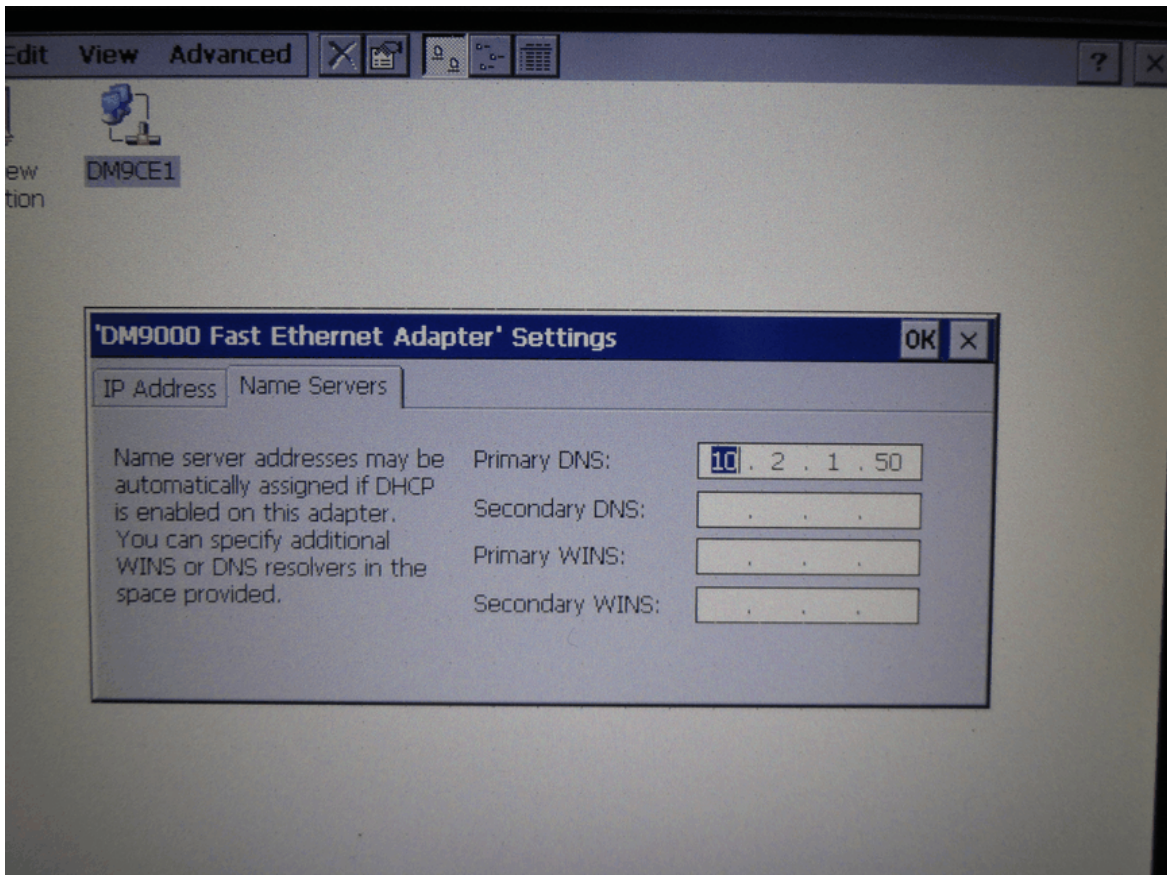 Edit View Advanced
?
DM9CE1
'DM9000 Fast Ethernet Adapter' Settings OK
IP Address Name Servers
Name server addresses may be
automatically assigned if DHCP
is enabled on this adapter.
You can specify additional
WINS or DNS resolvers in the
space provided.
Primary DNS: 10 . 2 . 1 . 50
Secondary DNS: . . .
Primary WINS: . . .
Secondary WINS: . . .